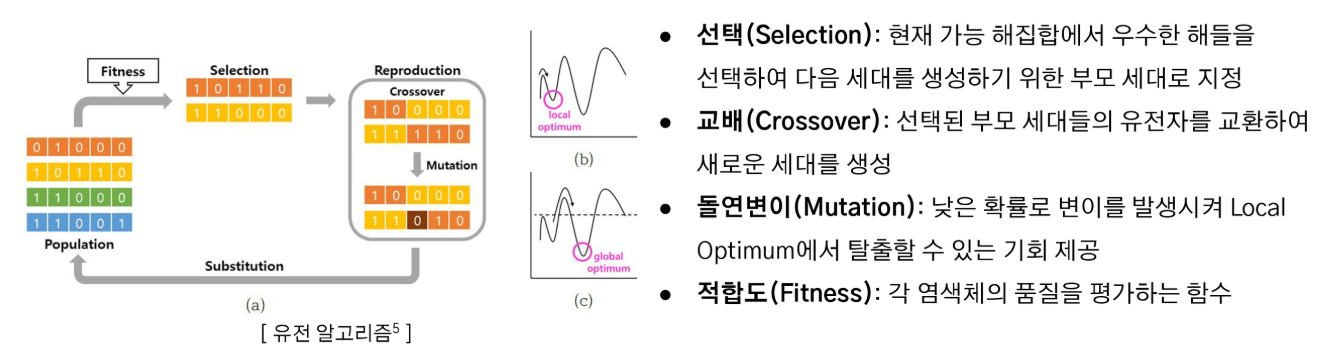 Fitness
Selection
1 0 1 1 0
1 1 0 0 0
Reproduction
Crossover
1 0 0 0 0
1 1 1 1 0
Mutation
1 0 0 0 0
1 1 0 1 0
0 1 0 0 0
1 0 1 1 0
1 1 0 0 0
1 1 0 0 1
Population
Substitution
(a)
local
optimum
(b)
global
optimum
(c)
[ 유전 알고리즘⁵ ]
● 선택(Selection): 현재 가능 해집합에서 우수한 해들을
선택하여 다음 세대를 생성하기 위한 부모 세대로 지정
● 교배(Crossover): 선택된 부모 세대들의 유전자를 교환하여
새로운 세대를 생성
● 돌연변이(Mutation): 낮은 확률로 변이를 발생시켜 Local
Optimum에서 탈출할 수 있는 기회 제공
● 적합도(Fitness): 각 염색체의 품질을 평가하는 함수